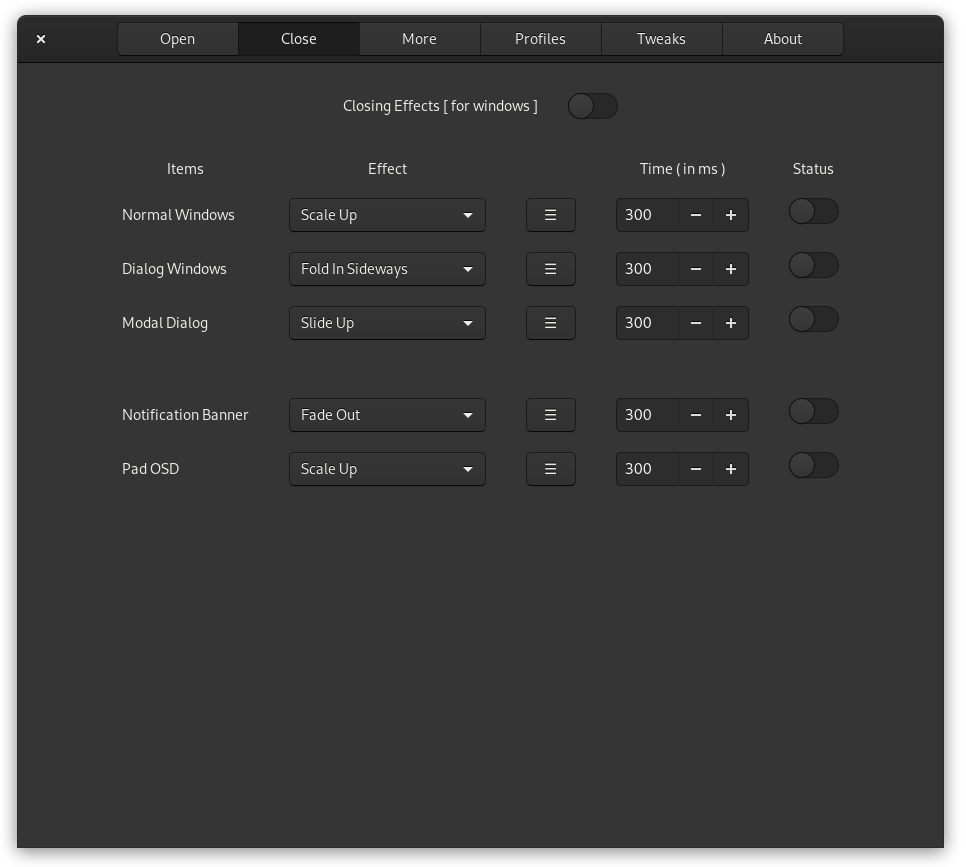 Open Close More Profiles Tweaks About
Closing Effects [ for windows ]
Items Effect Time ( in ms ) Status
Normal Windows Scale Up 300
Dialog Windows Fold In Sideways 300
Modal Dialog Slide Up 300
Notification Banner Fade Out 300
Pad OSD Scale Up 300